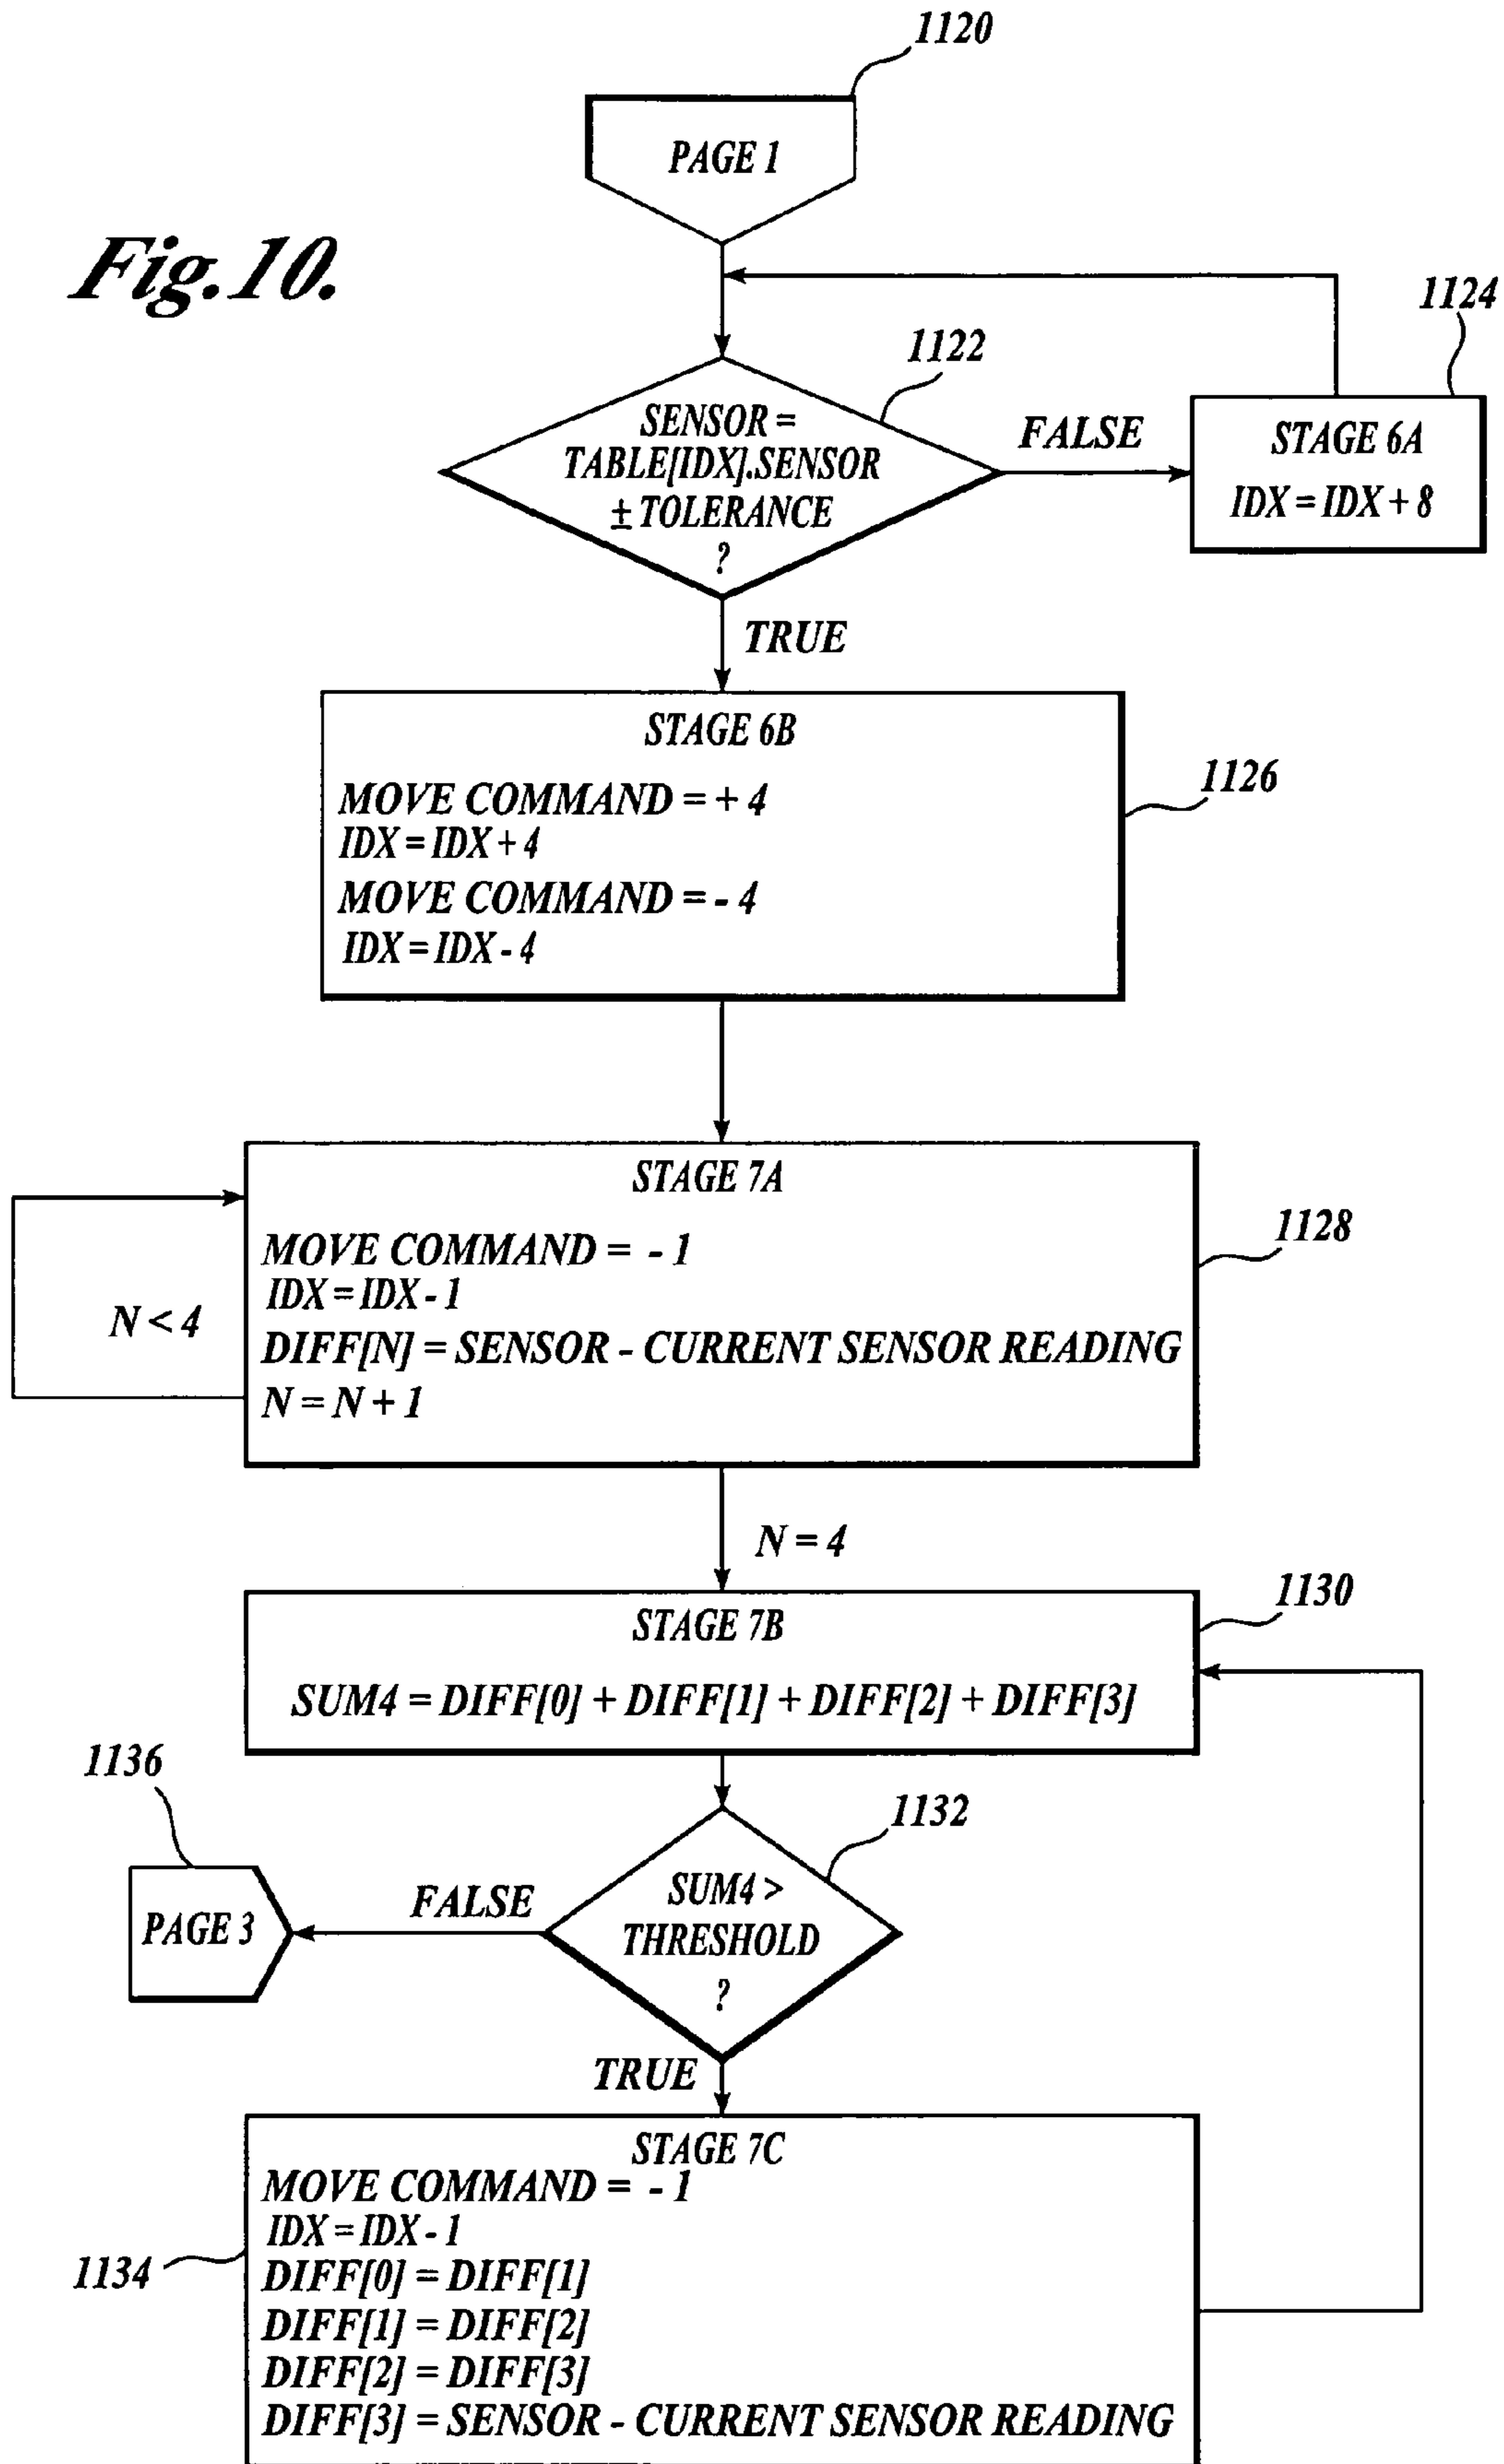 1120
PAGE 1
Fig.10.
1124
1122
SENSOR =
TABLE[IDX].SENSOR
± TOLERANCE
?
FALSE
STAGE 6A
IDX = IDX + 8
TRUE
STAGE 6B
MOVE COMMAND = + 4
IDX = IDX + 4
MOVE COMMAND = - 4
IDX = IDX - 4
1126
STAGE 7A
MOVE COMMAND = - 1
IDX = IDX - 1
DIFF[N] = SENSOR - CURRENT SENSOR READING
N = N + 1
1128
N < 4
N = 4
1130
STAGE 7B
SUM4 = DIFF[0] + DIFF[1] + DIFF[2] + DIFF[3]
1136
1132
SUM4 >
THRESHOLD
?
FALSE
PAGE 3
TRUE
STAGE 7C
MOVE COMMAND = - 1
IDX = IDX - 1
DIFF[0] = DIFF[1]
DIFF[1] = DIFF[2]
DIFF[2] = DIFF[3]
DIFF[3] = SENSOR - CURRENT SENSOR READING
1134